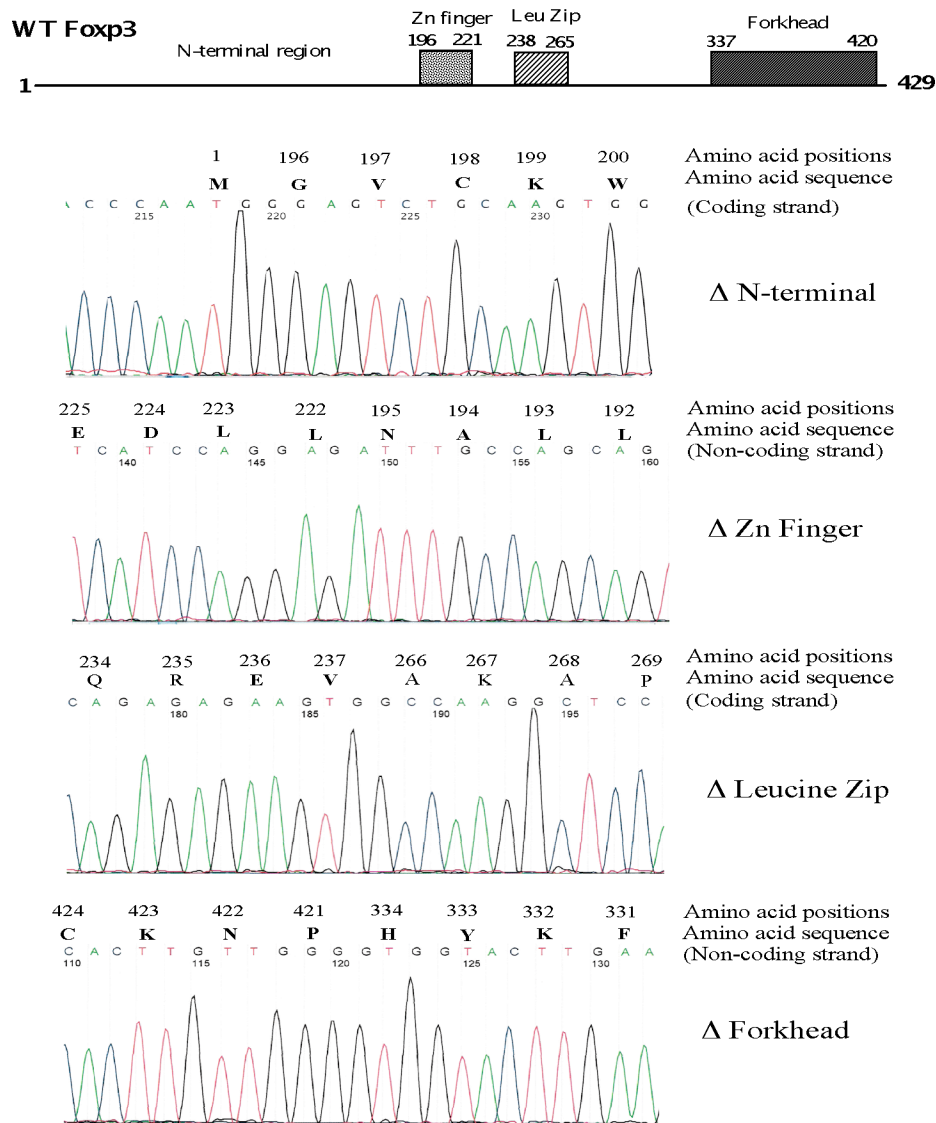 WT Foxp3
N-terminal region
Zn finger
196 221
Leu Zip
238 265
Forkhead
337 420
1
429
1 196 197 198 199 200 Amino acid positions
M G V C K W Amino acid sequence
A C C C A A T G G G A G T C T G C A A G T G G (Coding strand)
215 220 225 230
Δ N-terminal
225 224 223 222 195 194 193 192 Amino acid positions
E D L L N A L L Amino acid sequence
T C A T C C A G G A G A T T T G C C A G C A G (Non-coding strand)
140 145 150 155 160
Δ Zn Finger
234 235 236 237 266 267 268 269 Amino acid positions
Q R E V A K A P Amino acid sequence
C A G A G A G A A G T G G C C A A G G C T C C (Coding strand)
180 185 190 195
Δ Leucine Zip
424 423 422 421 334 333 332 331 Amino acid positions
C K N P H Y K F Amino acid sequence
C A C T T G T T G G G G T G G T A C T T G A A (Non-coding strand)
110 115 120 125 130
Δ Forkhead